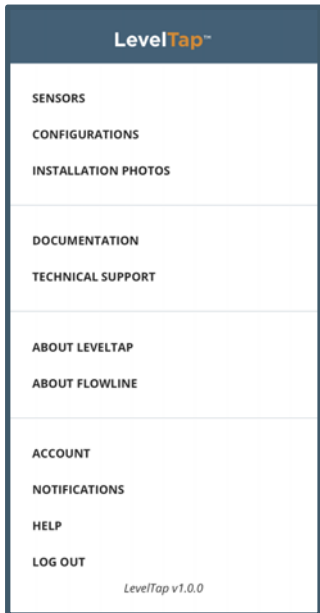 LevelTap™
SENSORS
CONFIGURATIONS
INSTALLATION PHOTOS
DOCUMENTATION
TECHNICAL SUPPORT
ABOUT LEVELTAP
ABOUT FLOWLINE
ACCOUNT
NOTIFICATIONS
HELP
LOG OUT
LevelTap v1.0.0